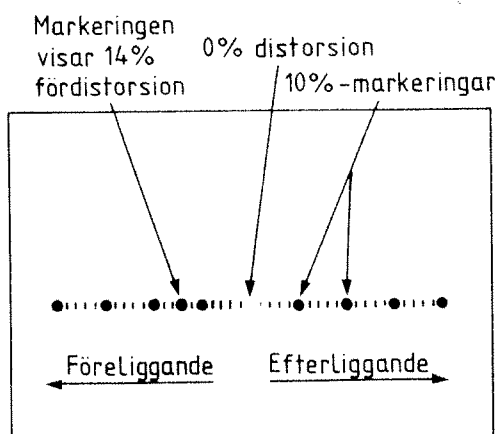 Markeringen
visar 14%
fördistorsion
0% distorsion
10%-markeringar
Föreliggande
Efterliggande